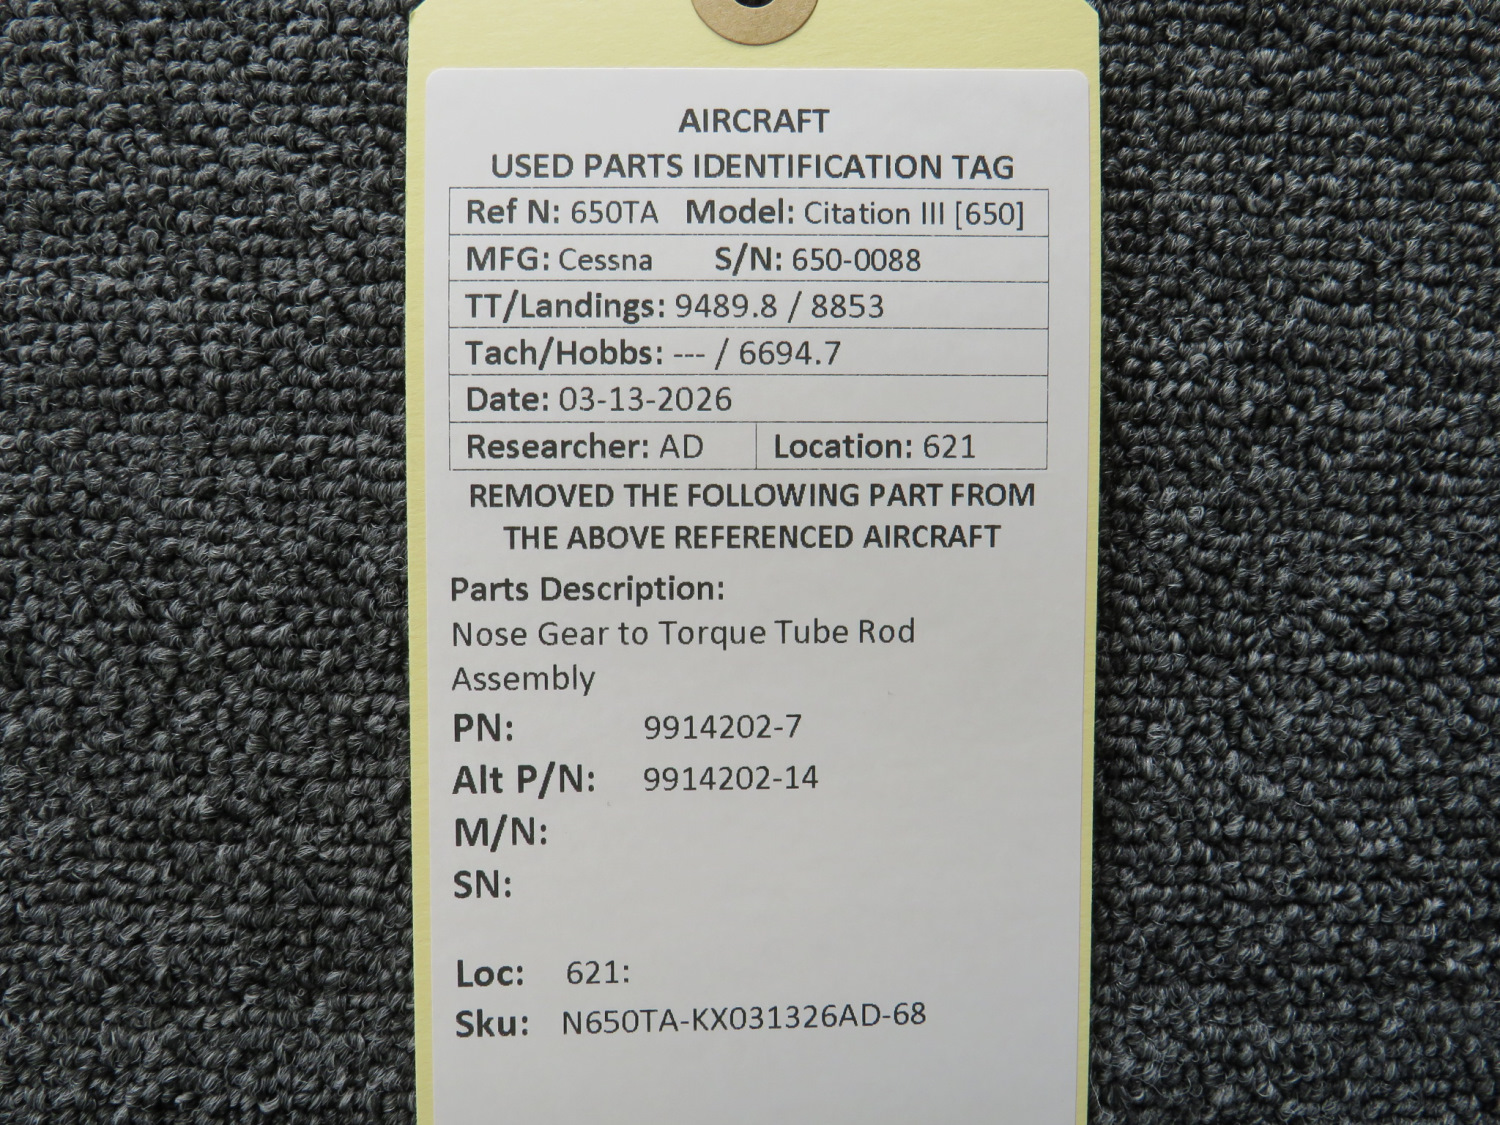 AIRCRAFT
USED PARTS IDENTIFICATION TAG
Ref N: 650TA Model: Citation III [650]
MFG: Cessna S/N: 650-0088
TT/Landings: 9489.8 / 8853
Tach/Hobbs: --- / 6694.7
Date: 03-13-2026
Researcher: AD Location: 621
REMOVED THE FOLLOWING PART FROM
THE ABOVE REFERENCED AIRCRAFT
Parts Description:
Nose Gear to Torque Tube Rod
Assembly
PN: 9914202-7
Alt P/N: 9914202-14
M/N:
SN:
Loc: 621:
Sku: N650TA-KX031326AD-68